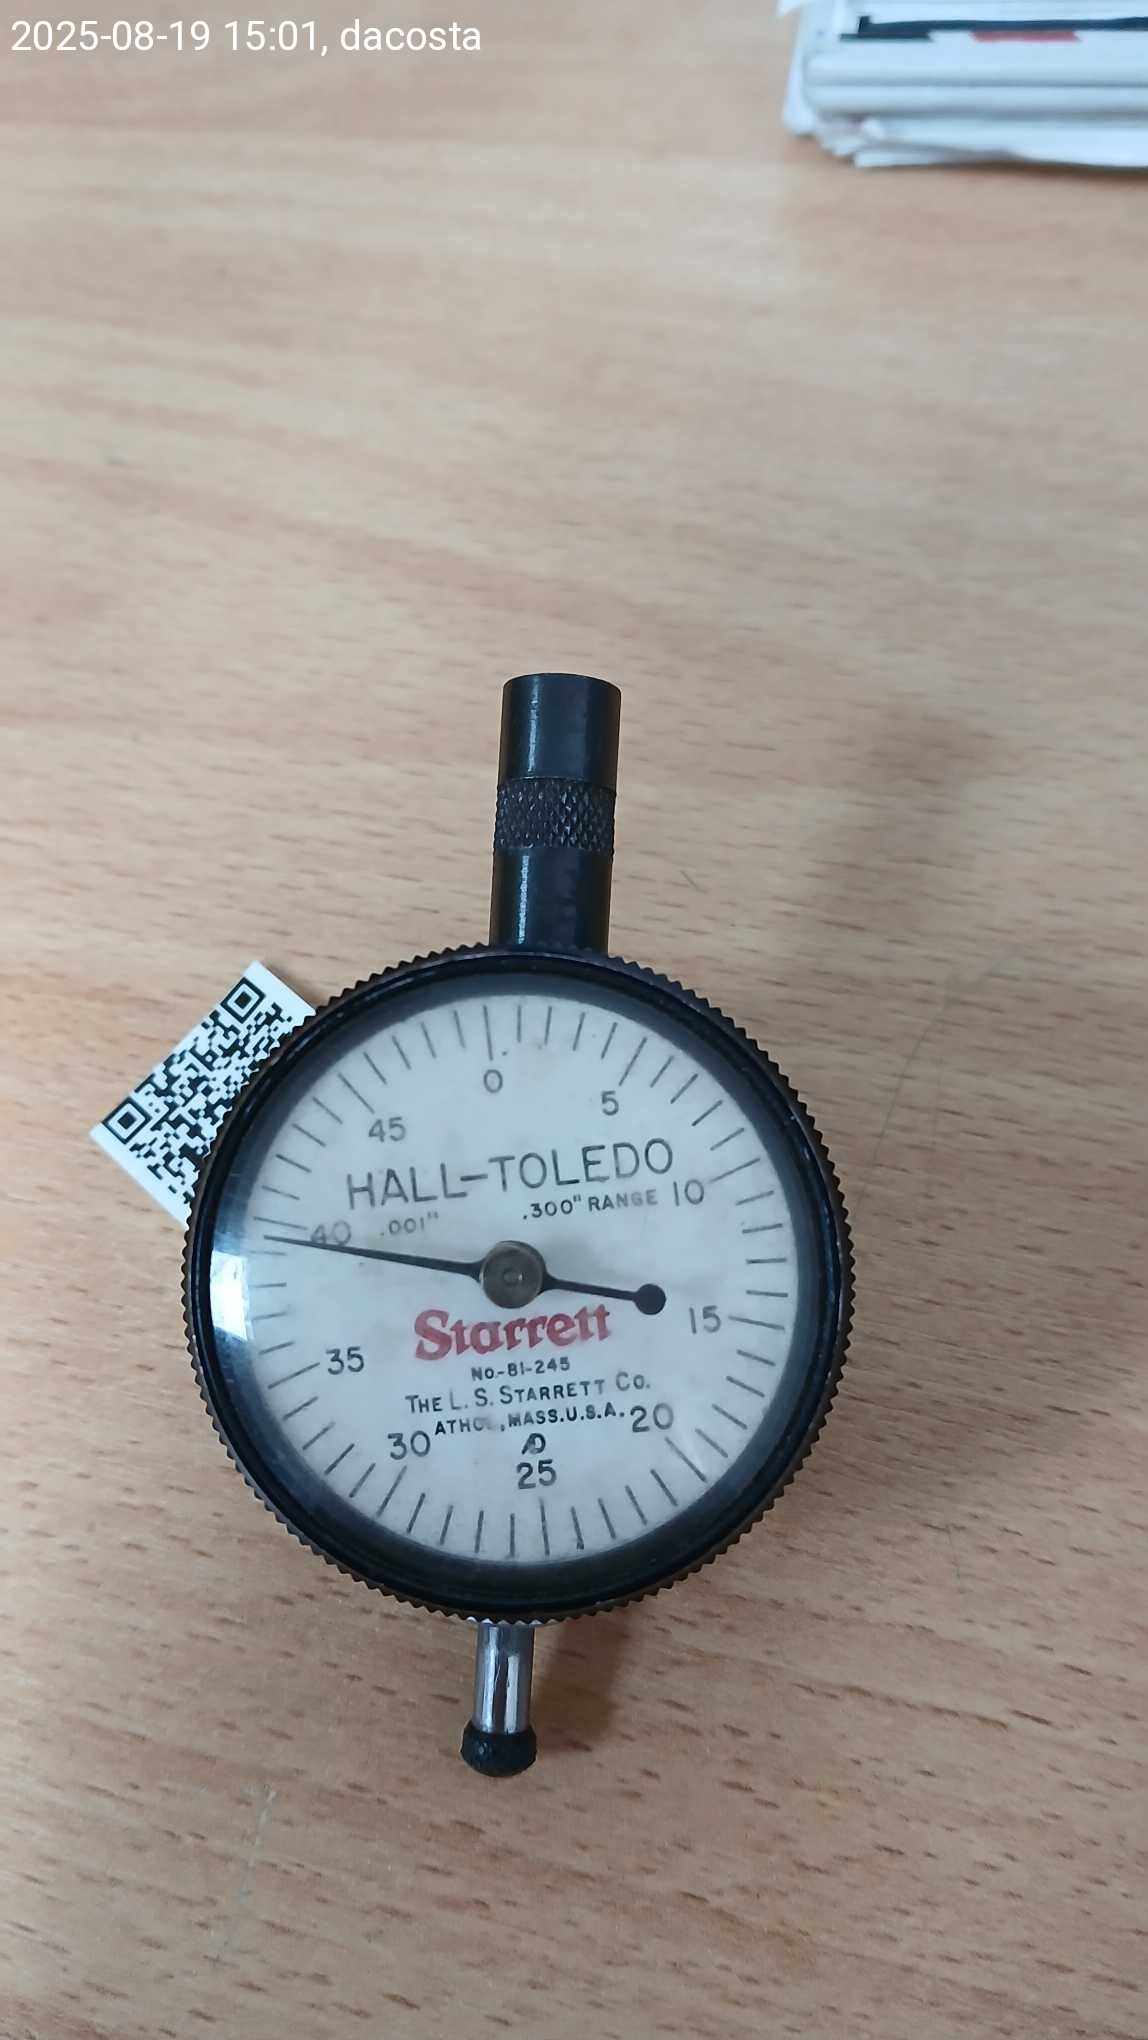 2025-08-19 15:01, dacosta
0
5
45
HALL-TOLEDO
10
.300" RANGE
40
.001"
Starrett
15
35
No.-81-245
THE L. S. STARRETT Co.
ATHOL, MASS. U.S.A.
20
30
25